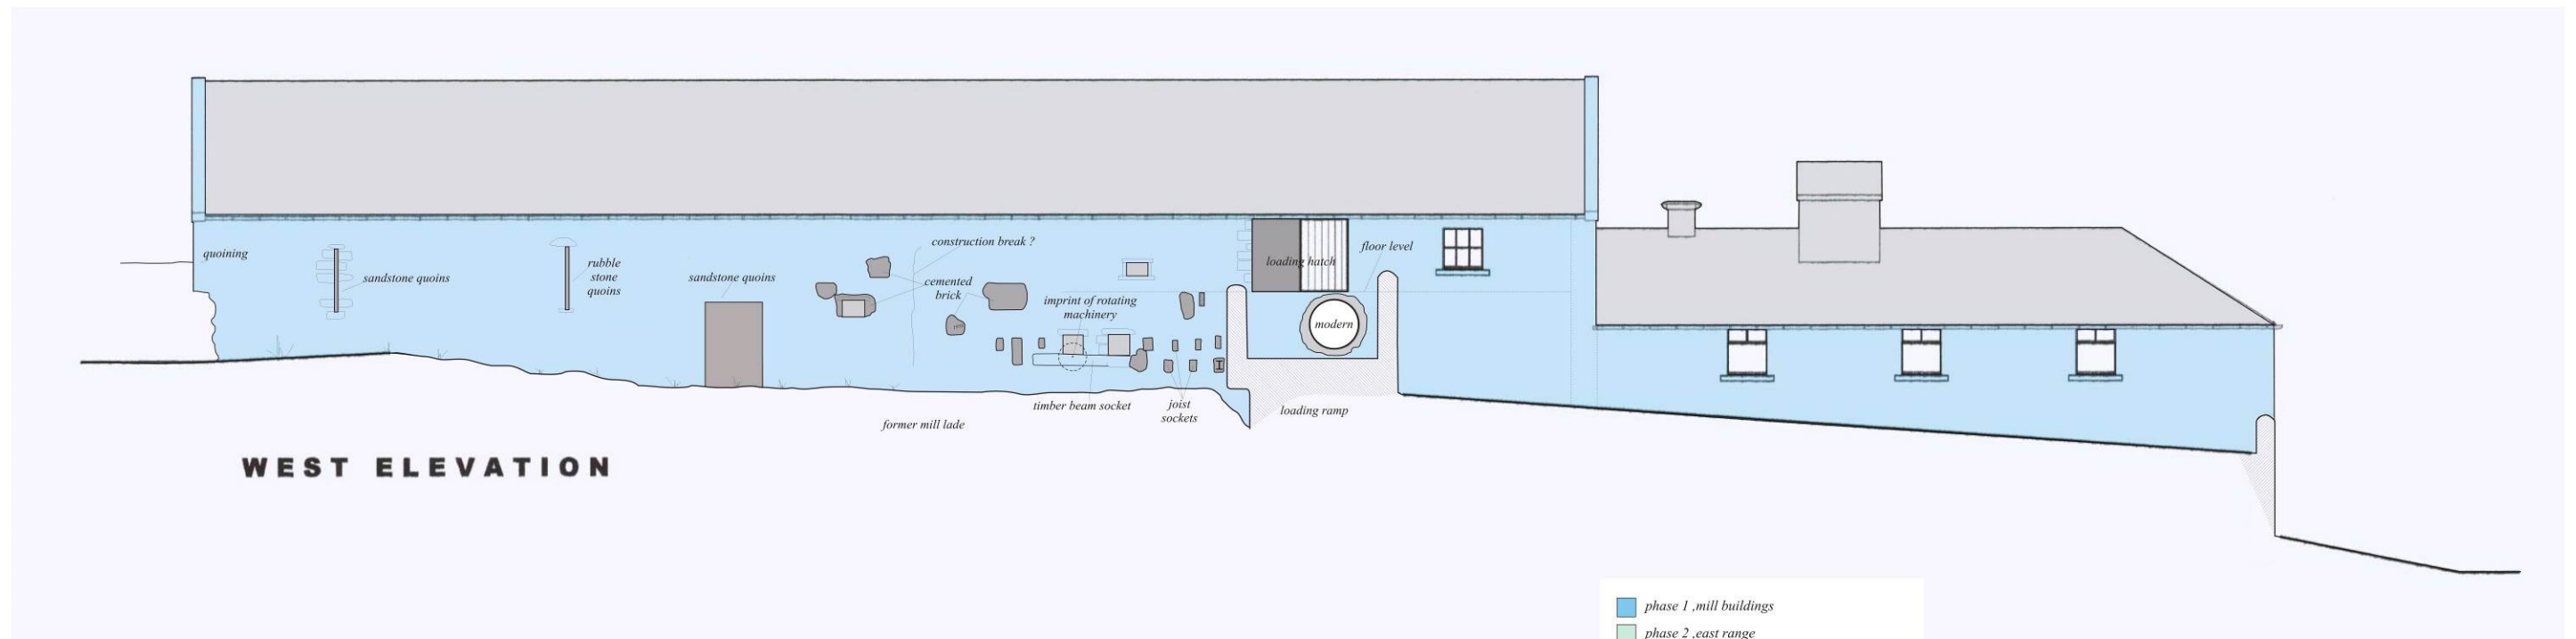 construction break ?
quoining
floor level
rubble
stone
quoins
sandstone quoins
sandstone quoins
loading hatch
cemented
brick
imprint of rotating
machinery
modern
timber beam socket
joist
sockets
loading ramp
former mill lade
WEST ELEVATION
phase 1 ,mill buildings
phase 2 ,east range